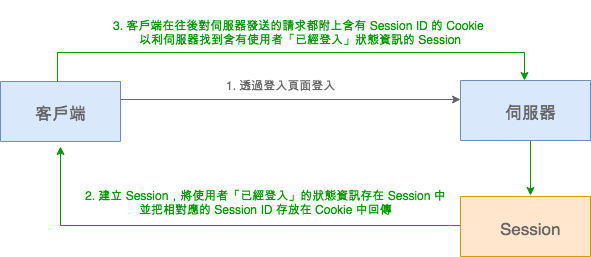 3. 客戶端在往後對伺服器發送的請求都附上含有 Session ID 的 Cookie
以利伺服器找到含有使用者「已經登入」狀態資訊的 Session
1. 透過登入頁面登入
客戶端
伺服器
2. 建立 Session，將使用者「已經登入」的狀態資訊存在 Session 中
並把相對應的 Session ID 存放在 Cookie 中回傳
Session